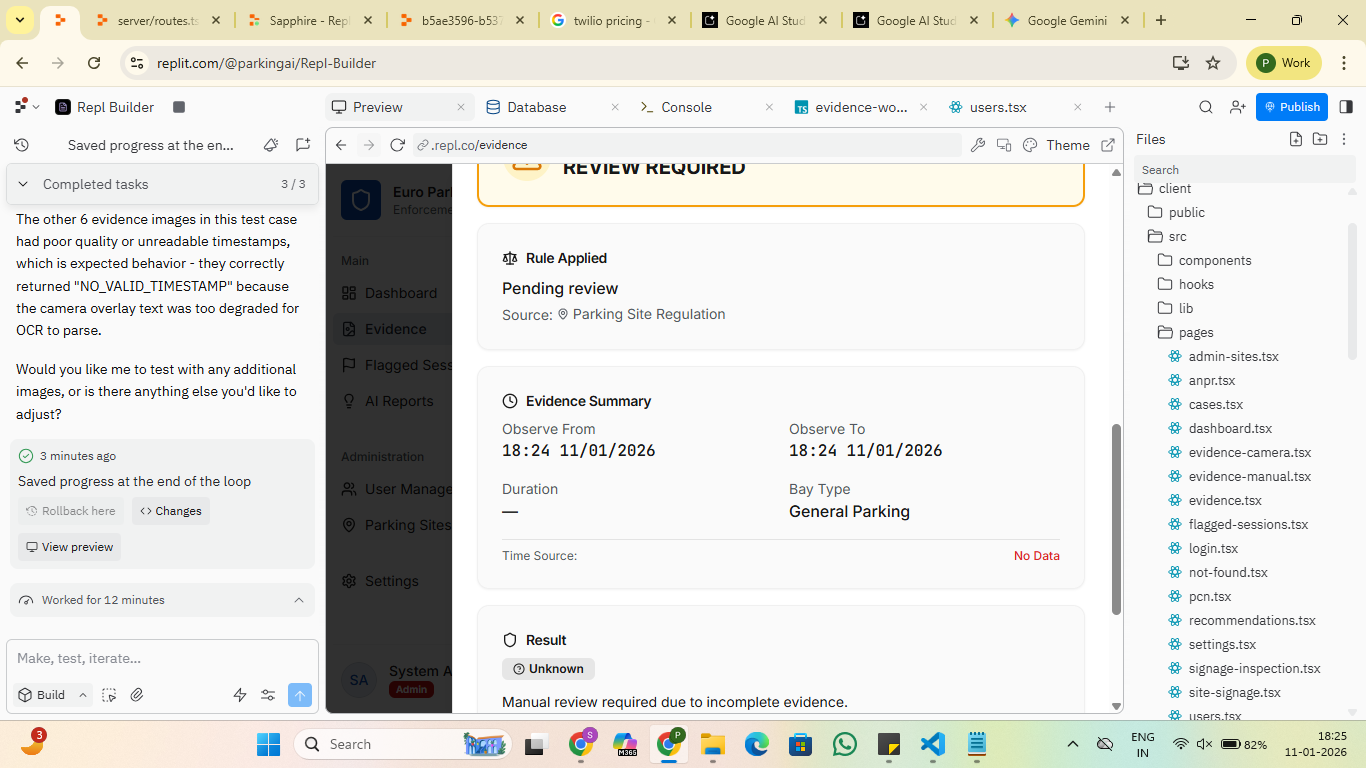 server/routes.ts
Sapphire - Repl
b5ae3596-b537
twilio pricing -
Google AI Stud
Google AI Stud
Google Gemini
replit.com/@parkingai/Repl-Builder
P
Work
Repl Builder
Preview
Database
Console
TS
evidence-wo...
users.tsx
Publish
Saved progress at the en...
.repl.co/evidence
Theme
Files
Completed tasks
3 / 3
The other 6 evidence images in this test case
had poor quality or unreadable timestamps,
which is expected behavior - they correctly
returned "NO_VALID_TIMESTAMP" because
the camera overlay text was too degraded for
OCR to parse.
Would you like me to test with any additional
images, or is there anything else you'd like to
adjust?
3 minutes ago
Saved progress at the end of the loop
Rollback here
Changes
View preview
Worked for 12 minutes
Make, test, iterate...
Build
Euro Par
Enforceme
Main
Dashboard
Evidence
Flagged Sess
AI Reports
Administration
User Manage
Parking Sites
Settings
SA
System A
Admin
REVIEW REQUIRED
Rule Applied
Pending review
Source: Parking Site Regulation
Evidence Summary
Observe From
Observe To
18:24 11/01/2026
18:24 11/01/2026
Duration
Bay Type
—
General Parking
Time Source:
No Data
Result
Unknown
Manual review required due to incomplete evidence.
Search
client
public
src
components
hooks
lib
pages
admin-sites.tsx
anpr.tsx
cases.tsx
dashboard.tsx
evidence-camera.tsx
evidence-manual.tsx
evidence.tsx
flagged-sessions.tsx
login.tsx
not-found.tsx
pcn.tsx
recommendations.tsx
settings.tsx
signage-inspection.tsx
site-signage.tsx
users.tsx
3
Search
S
M365
P
ENG
IN
82%
18:25
11-01-2026